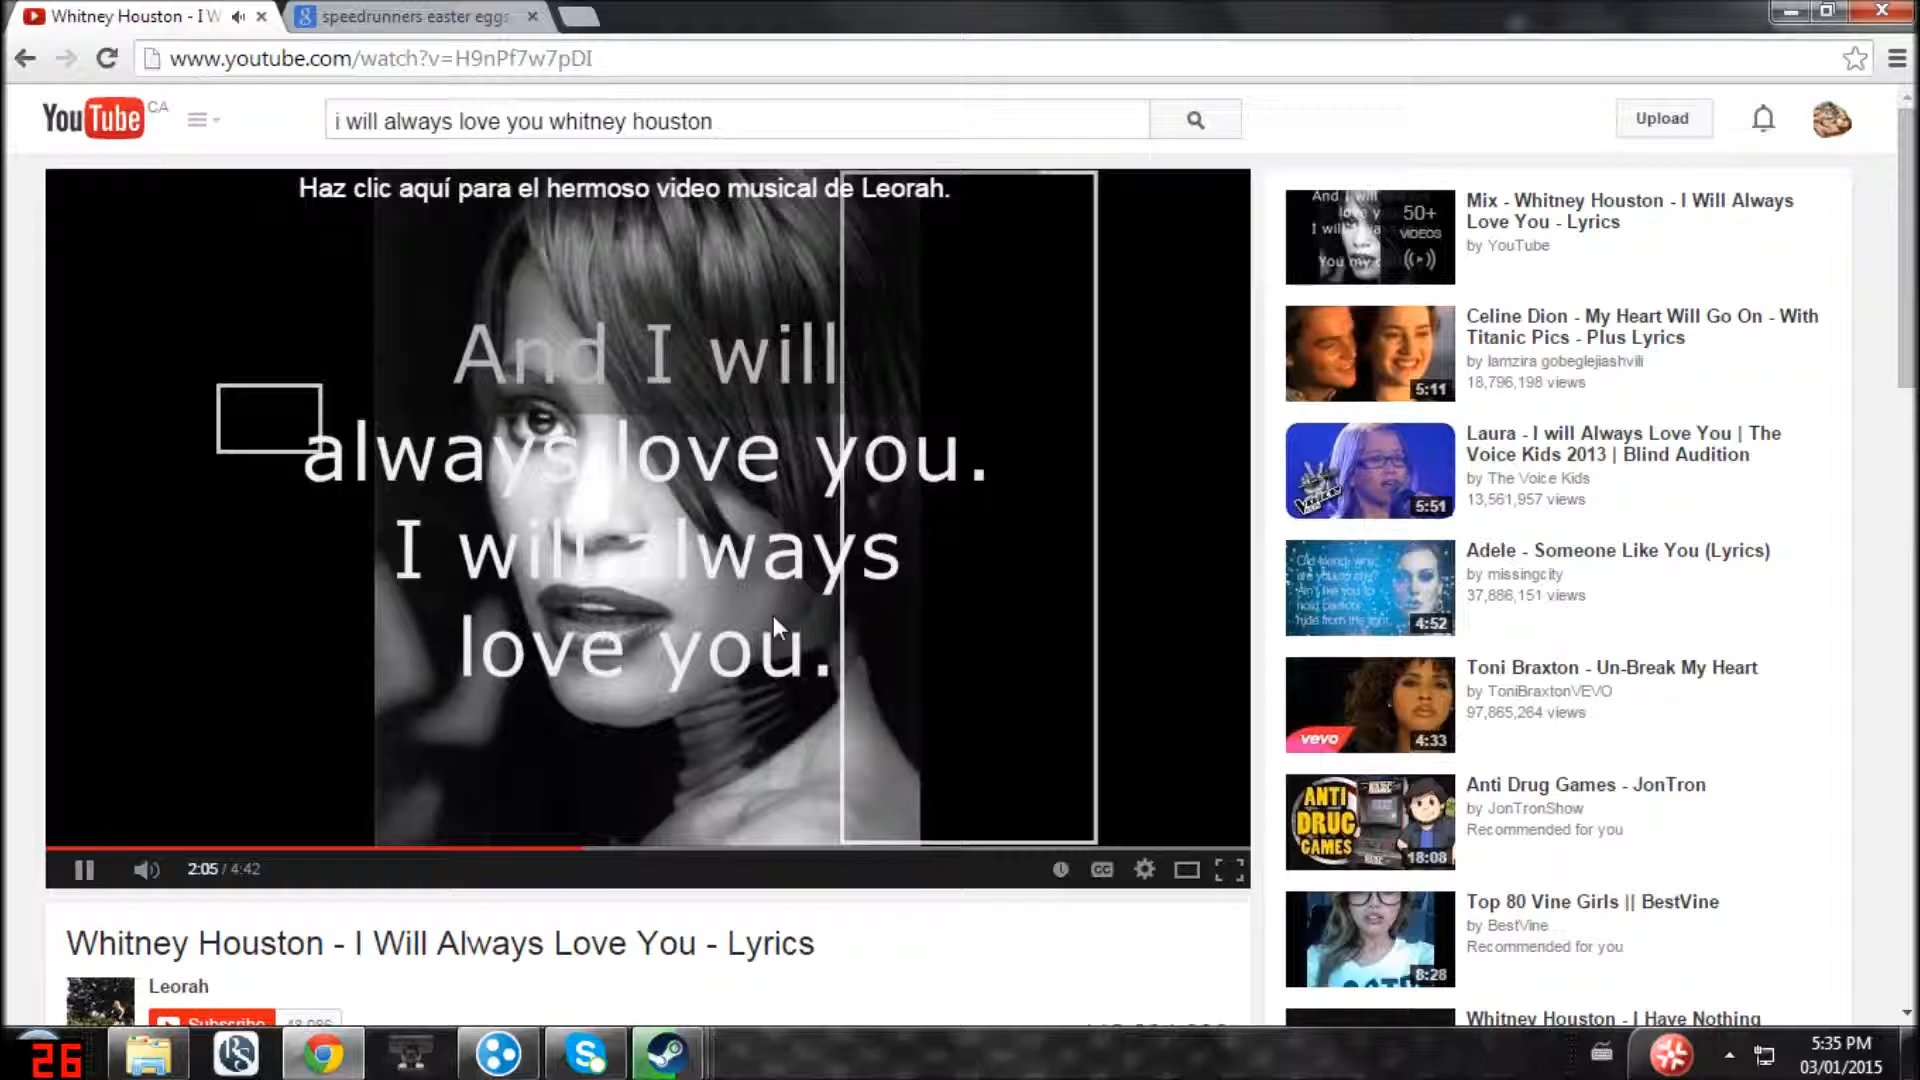 Whitney Houston - I W
speedrunners easter eggs
www.youtube.com/watch?v=H9nPf7w7pDI
YouTube CA
i will always love you whitney houston
Upload
Haz clic aquí para el hermoso video musical de Leorah.
And I will
always love you.
I will always
love you.
2:05 / 4:42
CC
Whitney Houston - I Will Always Love You - Lyrics
Leorah
Subscribe
50+
VIDEOS
Mix - Whitney Houston - I Will Always
Love You - Lyrics
by YouTube
5:11
Celine Dion - My Heart Will Go On - With
Titanic Pics - Plus Lyrics
by lamzira gobeglejiashvili
18,796,198 views
5:51
Laura - I will Always Love You | The
Voice Kids 2013 | Blind Audition
by The Voice Kids
13,561,957 views
4:52
Adele - Someone Like You (Lyrics)
by missingcity
37,886,151 views
vevo
4:33
Toni Braxton - Un-Break My Heart
by ToniBraxtonVEVO
97,865,264 views
ANTI
DRUG
GAMES
18:08
Anti Drug Games - JonTron
by JonTronShow
Recommended for you
8:28
Top 80 Vine Girls || BestVine
by BestVine
Recommended for you
Whitney Houston - I Have Nothing
26
5:35 PM
03/01/2015